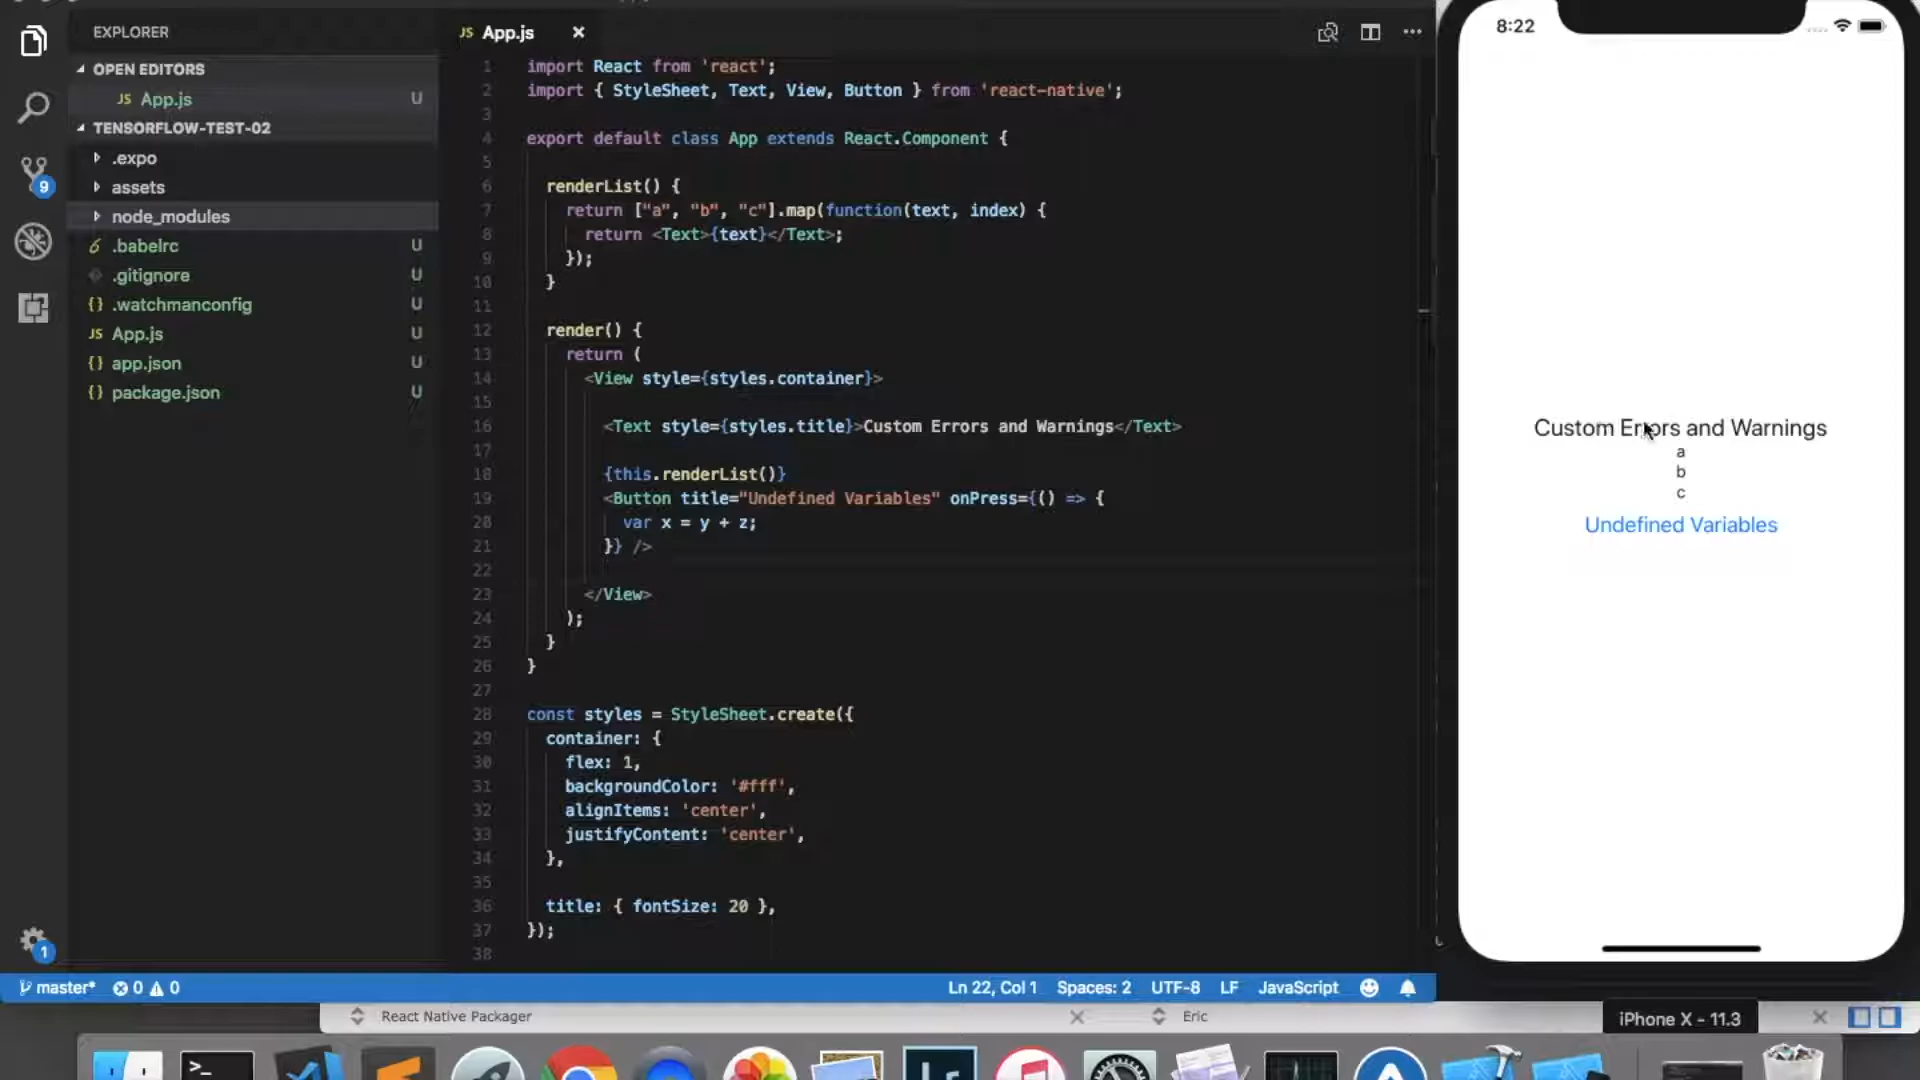 EXPLORER
OPEN EDITORS
JS App.js U
TENSORFLOW-TEST-02
.expo
assets
node_modules
.babelrc U
.gitignore U
{} .watchmanconfig U
JS App.js U
{} app.json U
{} package.json U
9
1
JS App.js ×
1 import React from 'react';
2 import { StyleSheet, Text, View, Button } from 'react-native';
3
4 export default class App extends React.Component {
5
6 renderList() {
7 return ["a", "b", "c"].map(function(text, index) {
8 return <Text>{text}</Text>;
9 });
10 }
11
12 render() {
13 return (
14 <View style={styles.container}>
15
16 <Text style={styles.title}>Custom Errors and Warnings</Text>
17
18 {this.renderList()}
19 <Button title="Undefined Variables" onPress={() => {
20 var x = y + z;
21 }} />
22
23 </View>
24 );
25 }
26 }
27
28 const styles = StyleSheet.create({
29 container: {
30 flex: 1,
31 backgroundColor: '#fff',
32 alignItems: 'center',
33 justifyContent: 'center',
34 },
35
36 title: { fontSize: 20 },
37 });
38
8:22
Custom Errors and Warnings
a
b
c
Undefined Variables
master* 0 0 Ln 22, Col 1 Spaces: 2 UTF-8 LF JavaScript
React Native Packager Eric
iPhone X - 11.3
>_
Lr